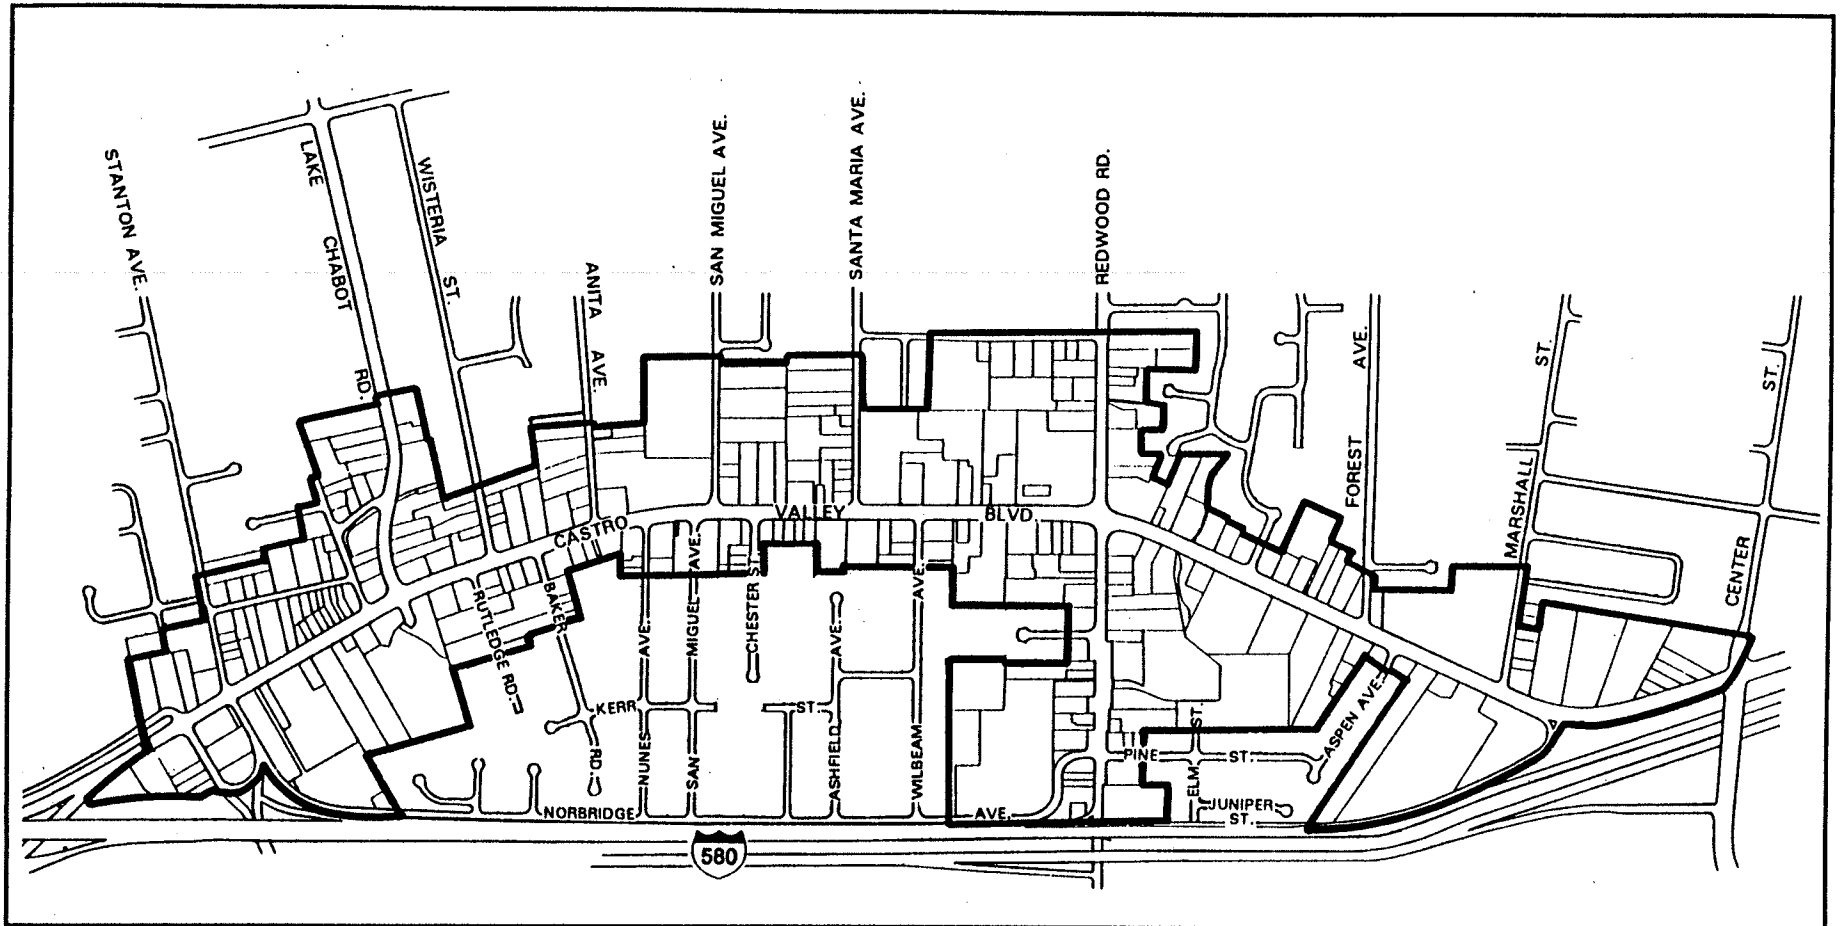 STANTON AVE.
LAKE CHABOT RD.
WISTERIA ST.
ANITA AVE.
SAN MIGUEL AVE.
SANTA MARIA AVE.
REDWOOD RD.
FOREST AVE.
MARSHALL ST.
CENTER ST.
CASTRO VALLEY BLVD
RUTLEDGE RD.
BAKER RD.
NUNES AVE.
SAN MIGUEL AVE.
CHESTER ST.
ASHFIELD AVE.
WILBEAM AVE.
KERR ST.
NORBRIDGE AVE.
PINE ST.
ELM ST.
JUNIPER ST.
ASPEN AVE.
580